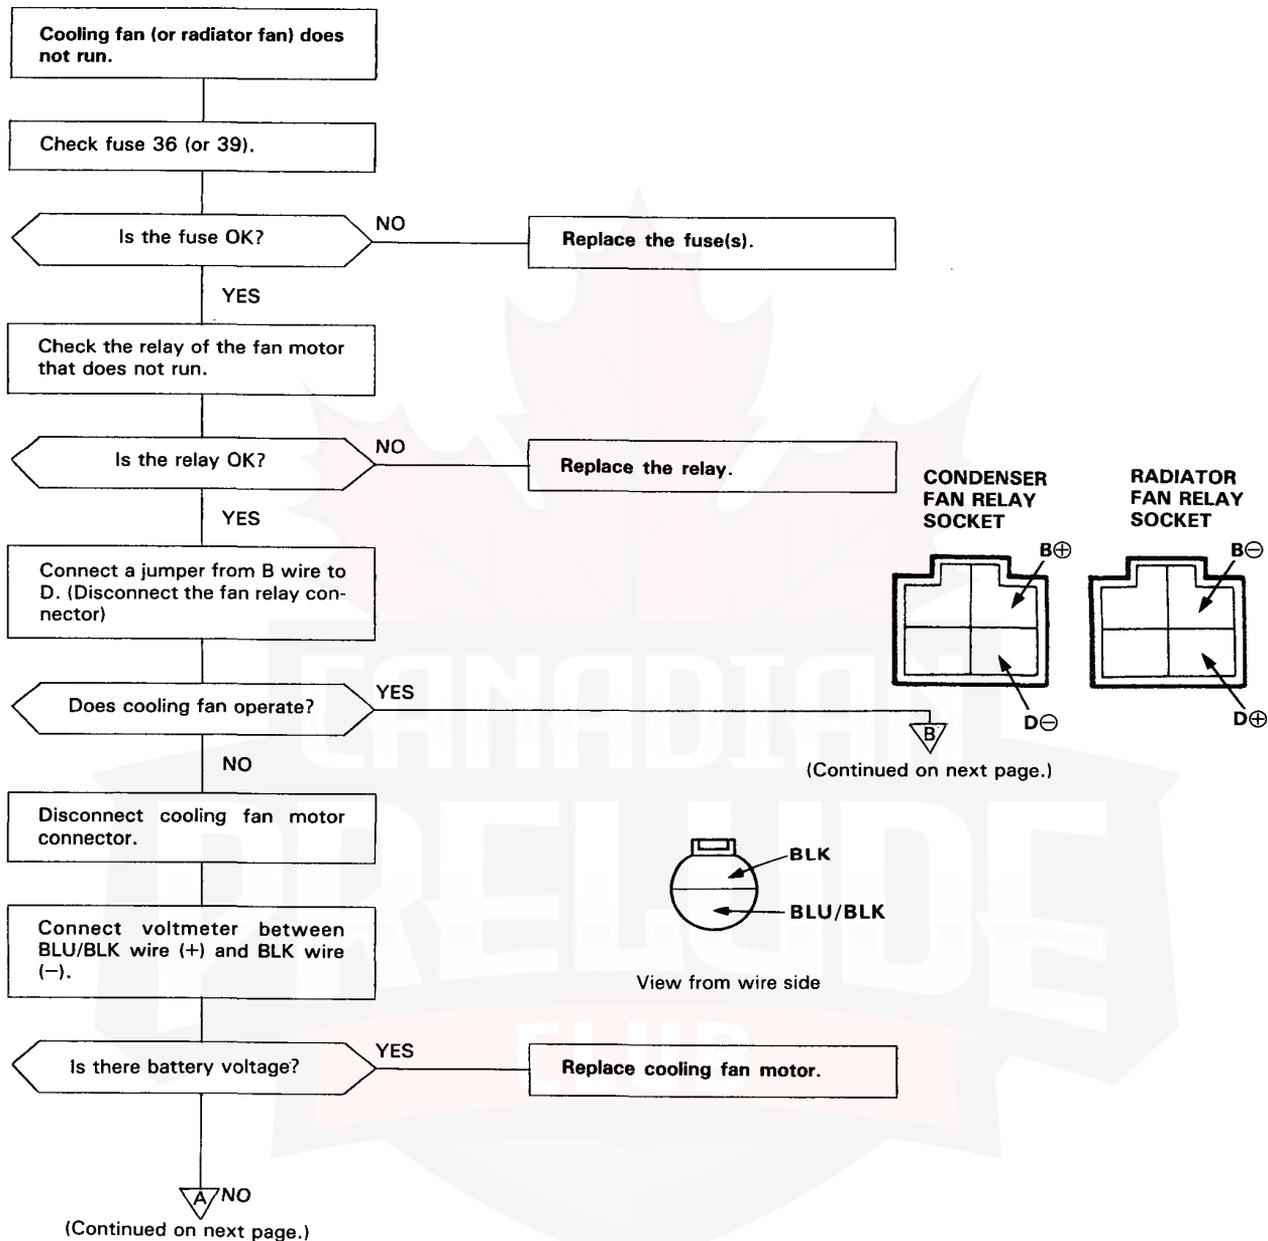 Cooling fan (or radiator fan) does
not run.
Check fuse 36 (or 39).
Is the fuse OK?
NO
Replace the fuse(s).
YES
Check the relay of the fan motor
that does not run.
Is the relay OK?
NO
Replace the relay.
YES
CONDENSER
FAN RELAY
SOCKET
RADIATOR
FAN RELAY
SOCKET
B⊕
B⊖
D⊖
D⊕
Connect a jumper from B wire to
D. (Disconnect the fan relay con-
nector)
Does cooling fan operate?
YES
B
(Continued on next page.)
NO
Disconnect cooling fan motor
connector.
BLK
BLU/BLK
View from wire side
Connect voltmeter between
BLU/BLK wire (+) and BLK wire
(−).
Is there battery voltage?
YES
Replace cooling fan motor.
A
NO
(Continued on next page.)
CANADIAN
PRELUDE
CLUB